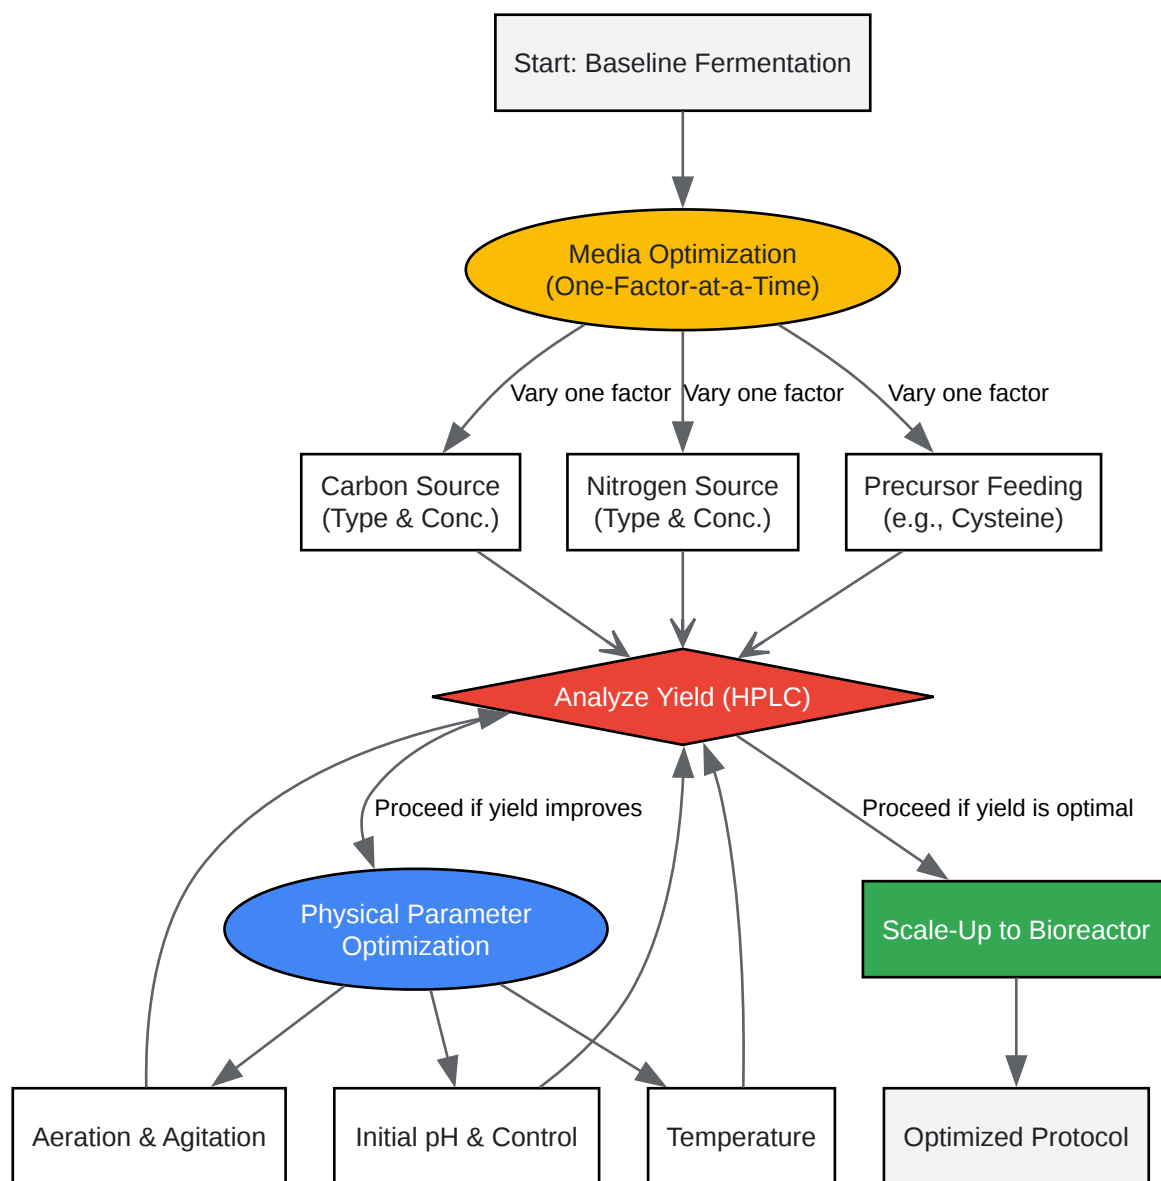 Start: Baseline Fermentation
Media Optimization
(One-Factor-at-a-Time)
Vary one factor
Vary one factor
Vary one factor
Carbon Source
(Type & Conc.)
Nitrogen Source
(Type & Conc.)
Precursor Feeding
(e.g., Cysteine)
Analyze Yield (HPLC)
Proceed if yield improves
Proceed if yield is optimal
Physical Parameter
Optimization
Scale-Up to Bioreactor
Aeration & Agitation
Initial pH & Control
Temperature
Optimized Protocol